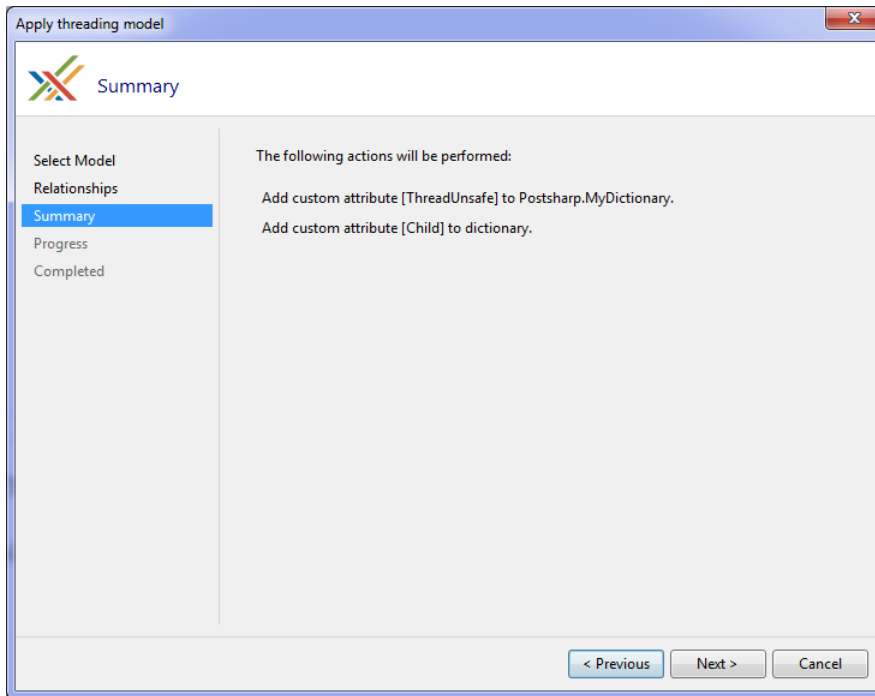 Apply threading model
Summary
Select Model
Relationships
Summary
Progress
Completed
The following actions will be performed:
Add custom attribute [ThreadUnsafe] to Postsharp.MyDictionary.
Add custom attribute [Child] to dictionary.
< Previous
Next >
Cancel